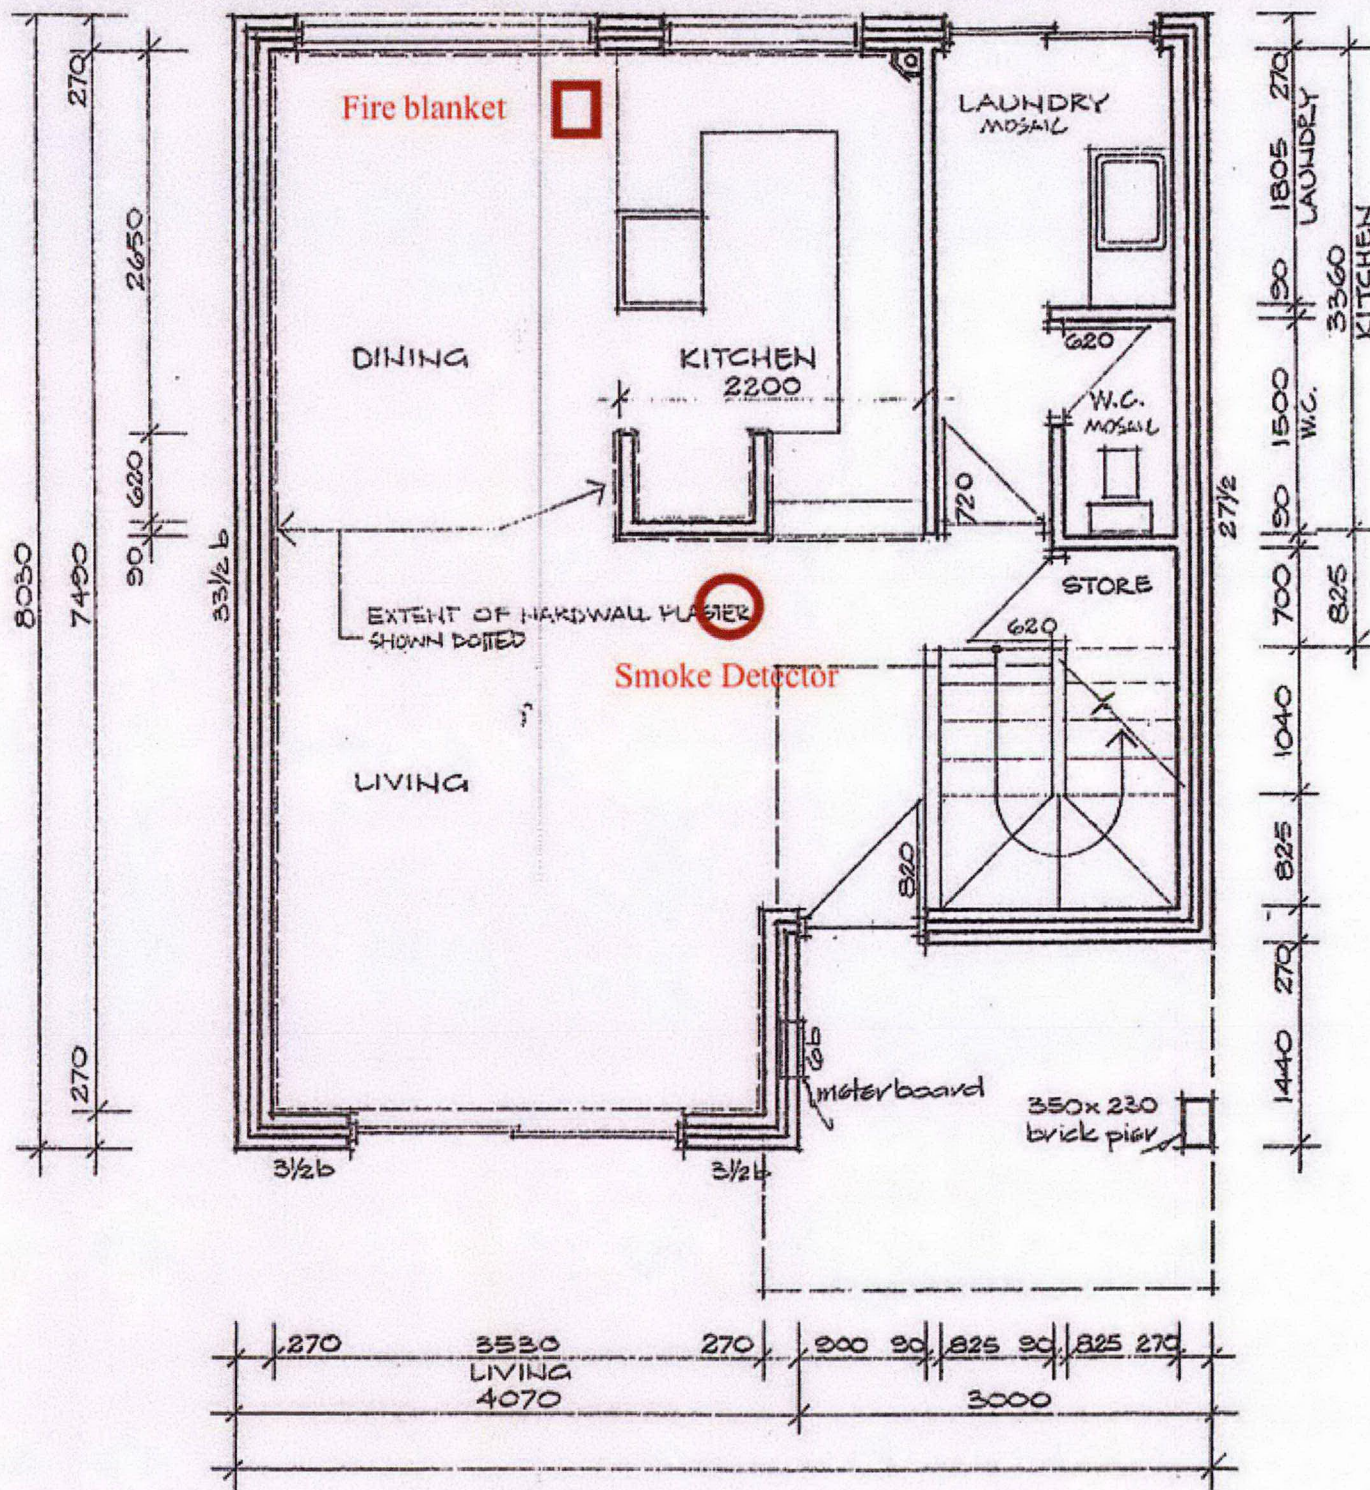 270
LAUNDRY
MOSAIC
Fire blanket
270
1805
LAUNDRY
2650
90
3360
KITCHEN
620
DINING
KITCHEN
2200
W.C.
MOSAIC
1500
W.C.
620
720
27½
90
90
8030
7490
33½ b
STORE
700
825
EXTENT OF HARDWALL PLASTER
SHOWN DOTTED
620
Smoke Detector
1040
LIVING
820
825
270
270
6b
meterboard
1440
350x230
brick pier
3½b
3½b
270
3530
270
900
90
825
90
825
270
LIVING
4070
3000